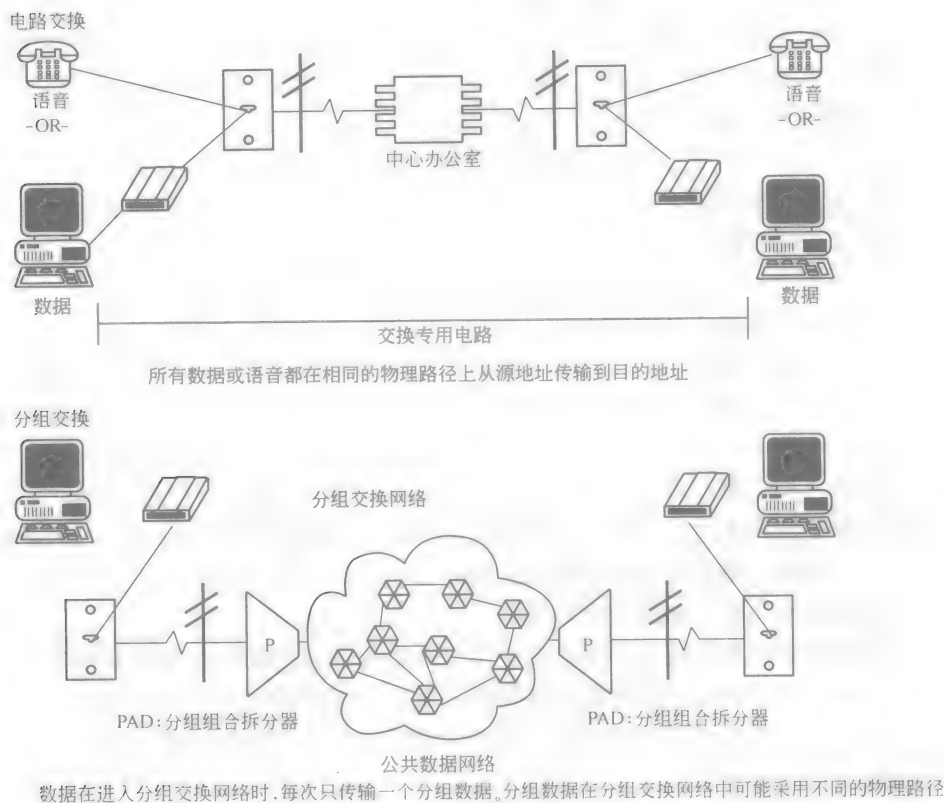 电路交换
语音
-OR-
语音
-OR-
中心办公室
数据
数据
交换专用电路
所有数据或语音都在相同的物理路径上从源地址传输到目的地址
分组交换
分组交换网络
P
P
PAD:分组组合拆分器
PAD:分组组合拆分器
公共数据网络
数据在进入分组交换网络时,每次只传输一个分组数据。分组数据在分组交换网络中可能采用不同的物理路径